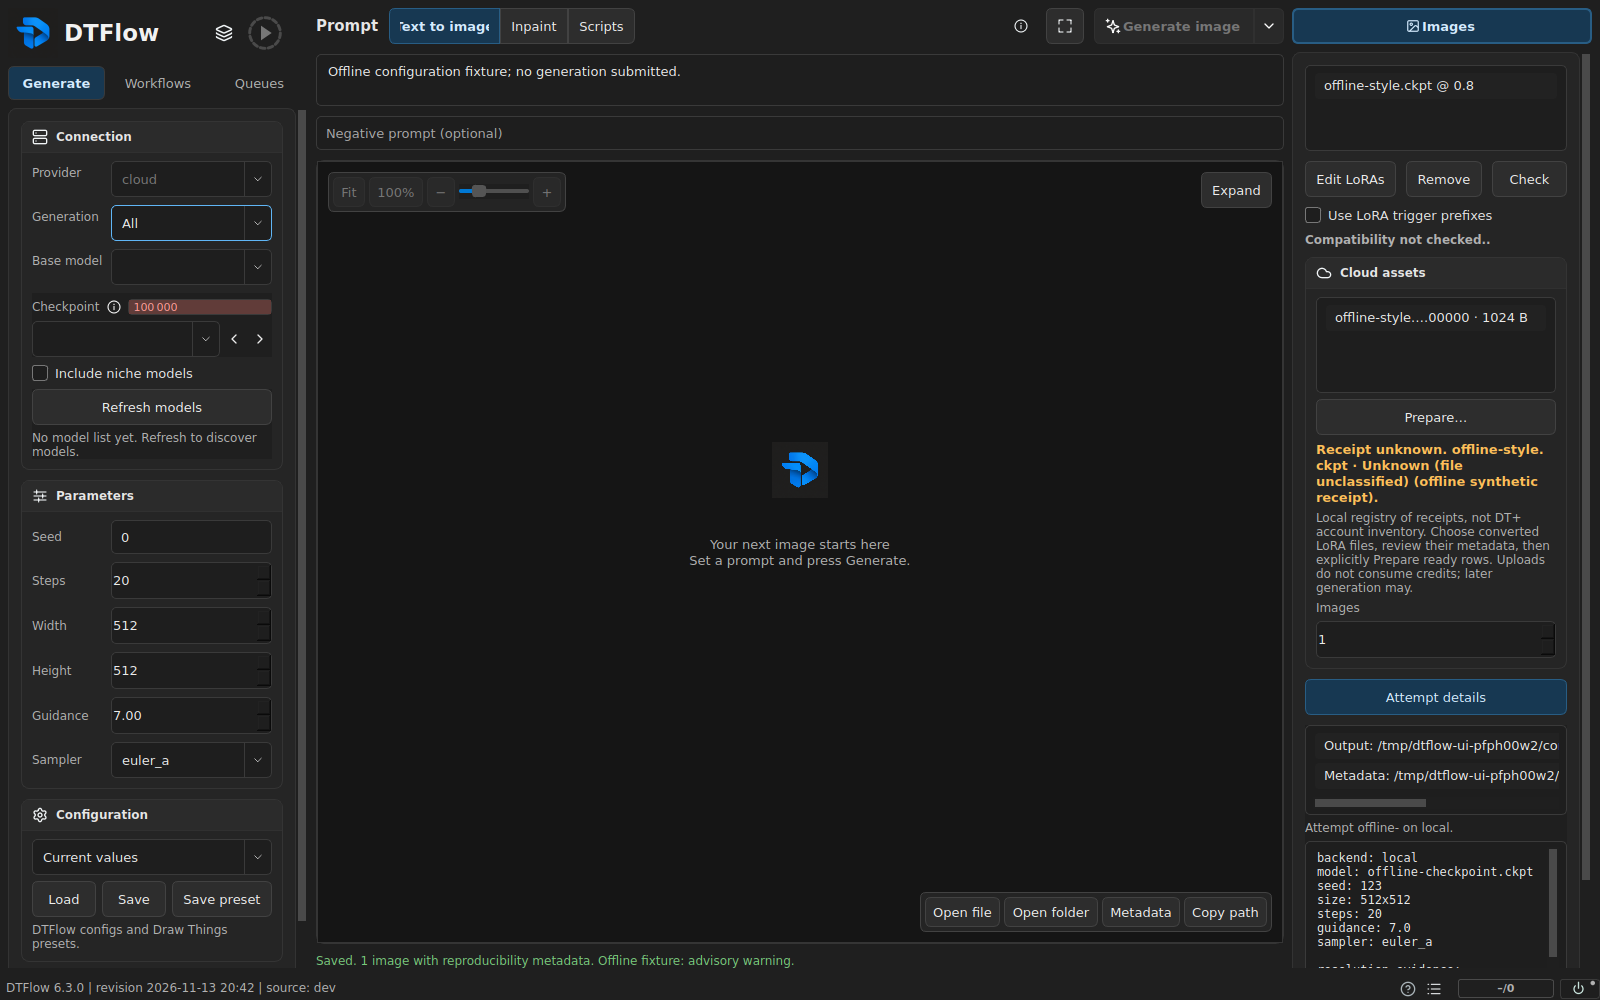 DTFlow
Generate
Workflows
Queues
Connection
Provider
cloud
Generation
All
Base model
Checkpoint
100 000
Include niche models
Refresh models
No model list yet. Refresh to discover
models.
Parameters
Seed
0
Steps
20
Width
512
Height
512
Guidance
7.00
Sampler
euler_a
Configuration
Current values
Load
Save
Save preset
DTFlow configs and Draw Things
presets.
Prompt
ext to image
Inpaint
Scripts
Generate image
Offline configuration fixture; no generation submitted.
Negative prompt (optional)
Fit
100%
−
+
Expand
Your next image starts here
Set a prompt and press Generate.
Open file
Open folder
Metadata
Copy path
Saved. 1 image with reproducibility metadata. Offline fixture: advisory warning.
Images
offline-style.ckpt @ 0.8
Edit LoRAs
Remove
Check
Use LoRA trigger prefixes
Compatibility not checked..
Cloud assets
offline-style....00000 · 1024 B
Prepare...
Receipt unknown. offline-style.
ckpt · Unknown (file
unclassified) (offline synthetic
receipt).
Local registry of receipts, not DT+
account inventory. Choose converted
LoRA files, review their metadata, then
explicitly Prepare ready rows. Uploads
do not consume credits; later
generation may.
Images
1
Attempt details
Output: /tmp/dtflow-ui-pfph00w2/co
Metadata: /tmp/dtflow-ui-pfph00w2/
Attempt offline- on local.
backend: local
model: offline-checkpoint.ckpt
seed: 123
size: 512x512
steps: 20
guidance: 7.0
sampler: euler_a
DTFlow 6.3.0 | revision 2026-11-13 20:42 | source: dev
-/0